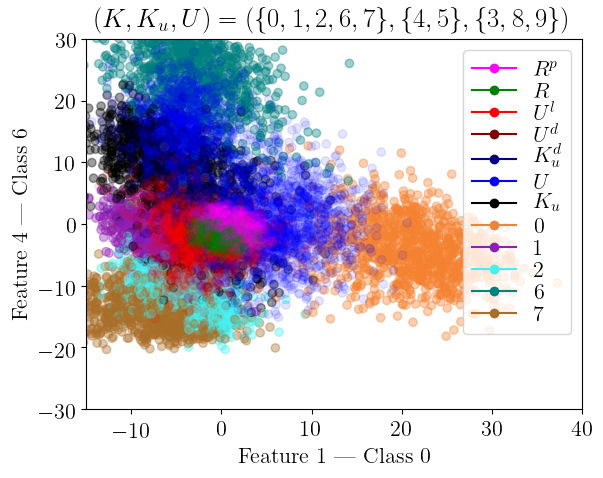 (K, K_u, U) = ({0, 1, 2, 6, 7}, {4, 5}, {3, 8, 9})
R^p
R
U^l
U^d
K_u^d
U
K_u
0
1
2
6
7
30
20
10
0
−10
−20
−30
Feature 4 — Class 6
−10 0 10 20 30 40
Feature 1 — Class 0